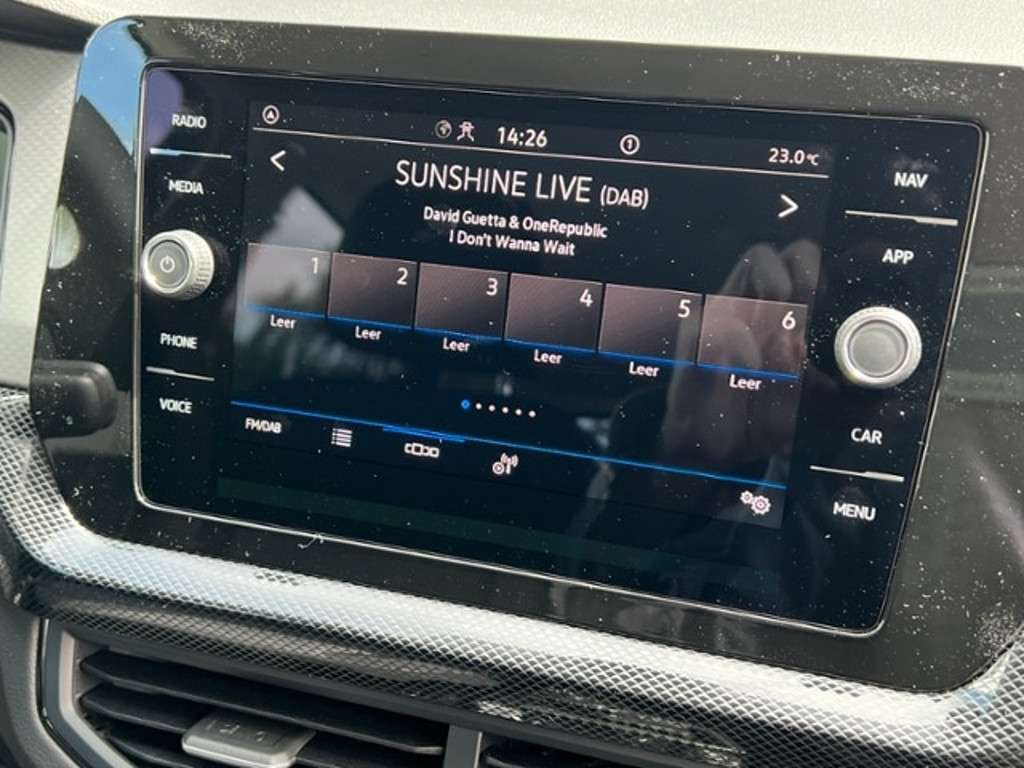 RADIO
MEDIA
PHONE
VOICE
14:26
1
23.0°C
<
SUNSHINE LIVE (DAB)
>
David Guetta & OneRepublic
I Don't Wanna Wait
1 2 3 4 5 6
Leer Leer Leer Leer Leer Leer
FM/DAB
NAV
APP
CAR
MENU